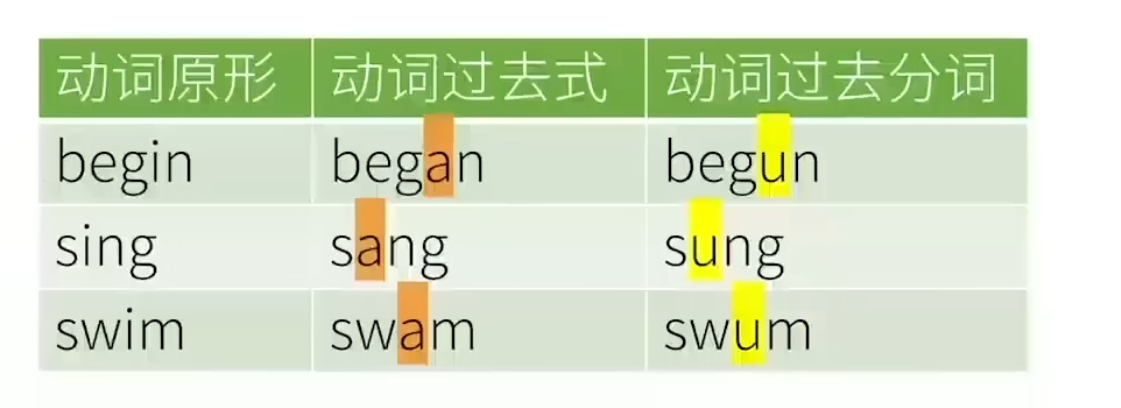 动词原形 动词过去式 动词过去分词
begin began begun
sing sang sung
swim swam swum